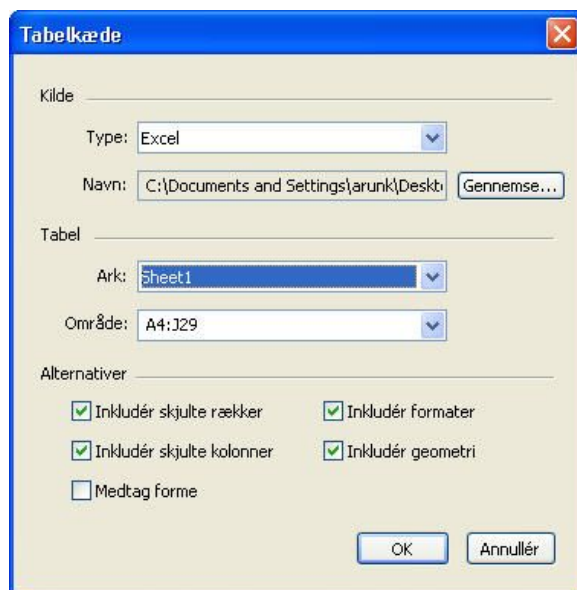 Tabelkæde
Kilde
Type: Excel
Navn: C:\Documents and Settings\arunk\Deskt Gennemse...
Tabel
Ark: Sheet1
Område: A4:J29
Alternativer
Inkludér skjulte rækker Inkludér formater
Inkludér skjulte kolonner Inkludér geometri
Medtag forme
OK Annullér